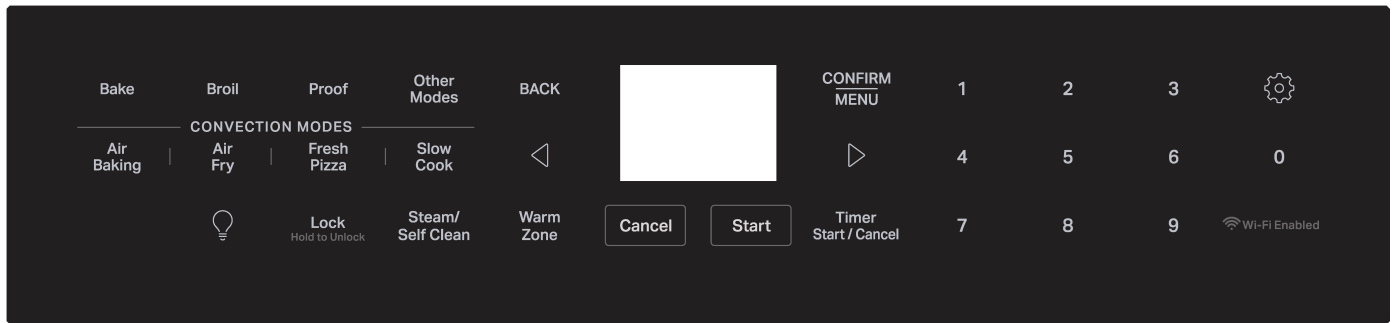 Bake
Broil
Proof
Other
Modes
BACK
CONFIRM
MENU
1
2
3
CONVECTION MODES
Air
Baking
Air
Fry
Fresh
Pizza
Slow
Cook
4
5
6
0
Lock
Hold to Unlock
Steam/
Self Clean
Warm
Zone
Cancel
Start
Timer
Start / Cancel
7
8
9
Wi-Fi Enabled